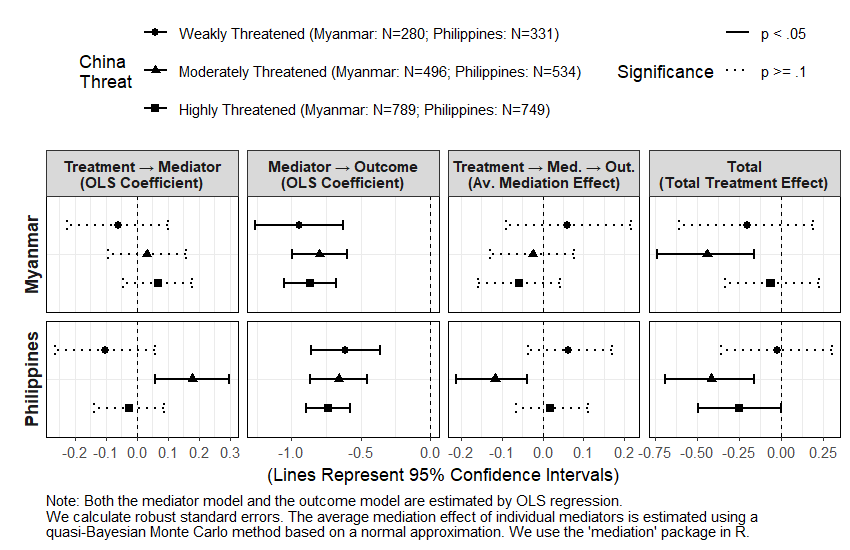 China
Threat
Weakly Threatened (Myanmar: N=280; Philippines: N=331)
Moderately Threatened (Myanmar: N=496; Philippines: N=534)
Highly Threatened (Myanmar: N=789; Philippines: N=749)
Significance
p < .05
p >= .1
Treatment → Mediator
(OLS Coefficient)
Mediator → Outcome
(OLS Coefficient)
Treatment → Med. → Out.
(Av. Mediation Effect)
Total
(Total Treatment Effect)
Myanmar
Philippines
-0.2 -0.1 0.0 0.1 0.2 0.3
-1.0 -0.5 0.0
-0.2 -0.1 0.0 0.1 0.2
-0.75 -0.50 -0.25 0.00 0.25
(Lines Represent 95% Confidence Intervals)
Note: Both the mediator model and the outcome model are estimated by OLS regression.
We calculate robust standard errors. The average mediation effect of individual mediators is estimated using a
quasi-Bayesian Monte Carlo method based on a normal approximation. We use the 'mediation' package in R.